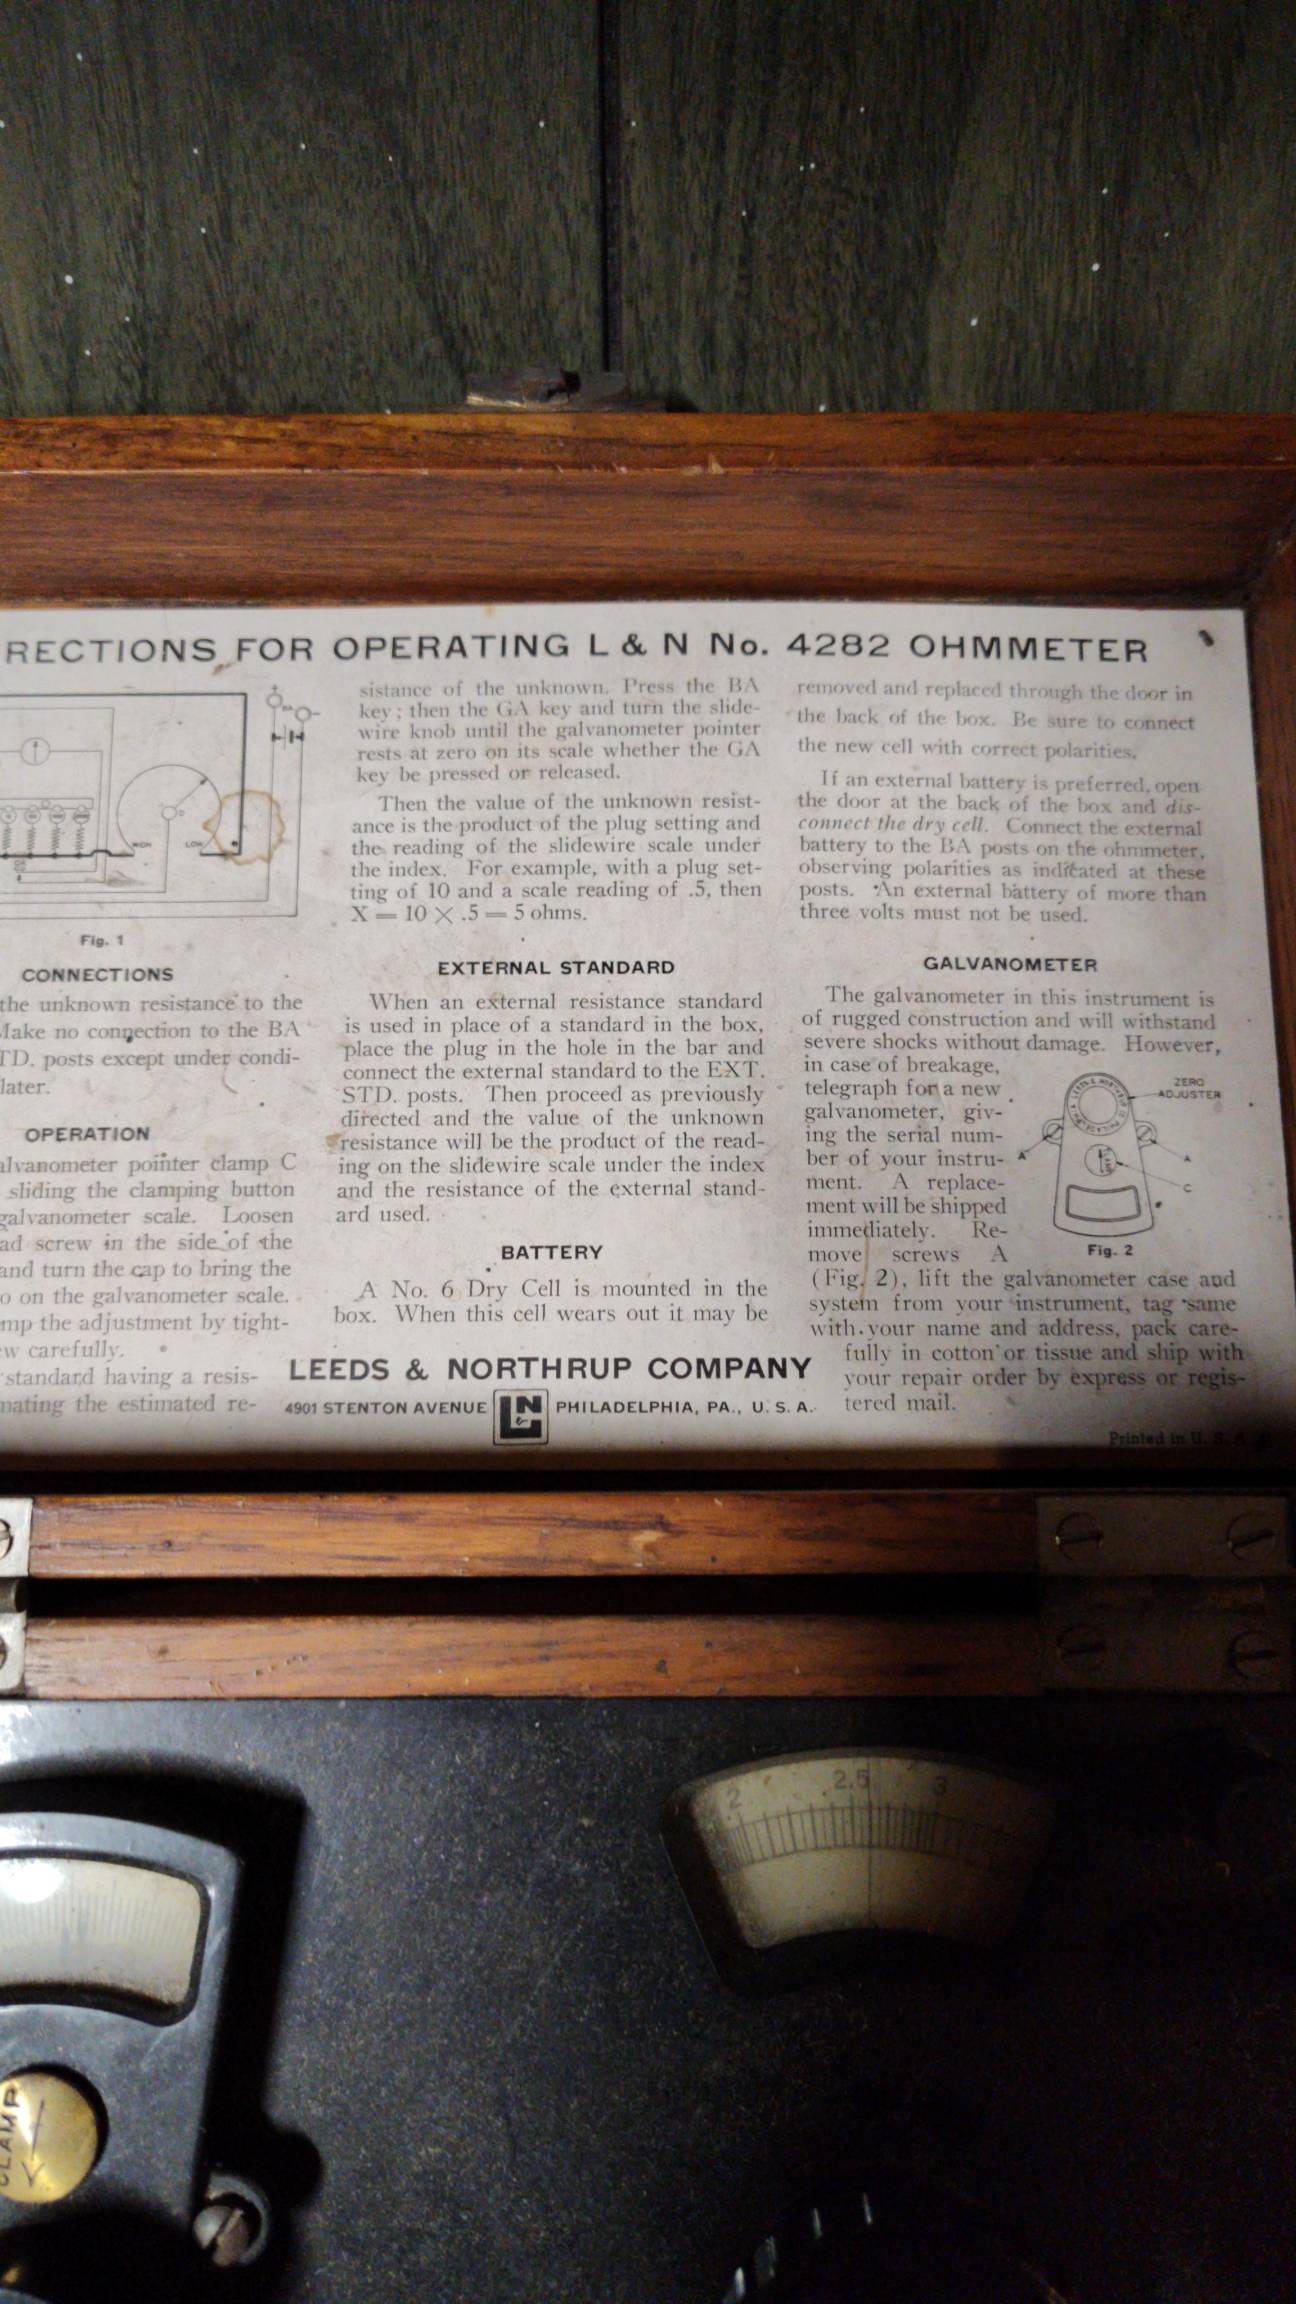 RECTIONS FOR OPERATING L & N No. 4282 OHMMETER
HIGH
LOW
Fig. 1
CONNECTIONS
the unknown resistance to the
Make no connection to the BA
TD. posts except under condi-
later.
OPERATION
alvanometer pointer clamp C
sliding the clamping button
galvanometer scale. Loosen
ad screw in the side of the
and turn the cap to bring the
o on the galvanometer scale.
mp the adjustment by tight-
ew carefully.
standard having a resis-
mating the estimated re-
sistance of the unknown. Press the BA
key; then the GA key and turn the slide-
wire knob until the galvanometer pointer
rests at zero on its scale whether the GA
key be pressed or released.
Then the value of the unknown resist-
ance is the product of the plug setting and
the reading of the slidewire scale under
the index. For example, with a plug set-
ting of 10 and a scale reading of .5, then
X = 10 × .5 = 5 ohms.
EXTERNAL STANDARD
When an external resistance standard
is used in place of a standard in the box,
place the plug in the hole in the bar and
connect the external standard to the EXT.
STD. posts. Then proceed as previously
directed and the value of the unknown
resistance will be the product of the read-
ing on the slidewire scale under the index
and the resistance of the external stand-
ard used.
BATTERY
A No. 6 Dry Cell is mounted in the
box. When this cell wears out it may be
removed and replaced through the door in
the back of the box. Be sure to connect
the new cell with correct polarities.
If an external battery is preferred, open
the door at the back of the box and dis-
connect the dry cell. Connect the external
battery to the BA posts on the ohmmeter,
observing polarities as indicated at these
posts. An external battery of more than
three volts must not be used.
GALVANOMETER
The galvanometer in this instrument is
of rugged construction and will withstand
severe shocks without damage. However,
in case of breakage,
telegraph for a new
galvanometer, giv-
ing the serial num-
ber of your instru-
ment. A replace-
ment will be shipped
immediately. Re-
move screws A
(Fig. 2), lift the galvanometer case and
system from your instrument, tag same
with your name and address, pack care-
fully in cotton or tissue and ship with
your repair order by express or regis-
tered mail.
ZERO
ADJUSTER
A
A
C
Fig. 2
LEEDS & NORTHRUP COMPANY
4901 STENTON AVENUE L&N PHILADELPHIA, PA., U. S. A.
Printed in U. S. A.
2 2.5 3
CLAMP